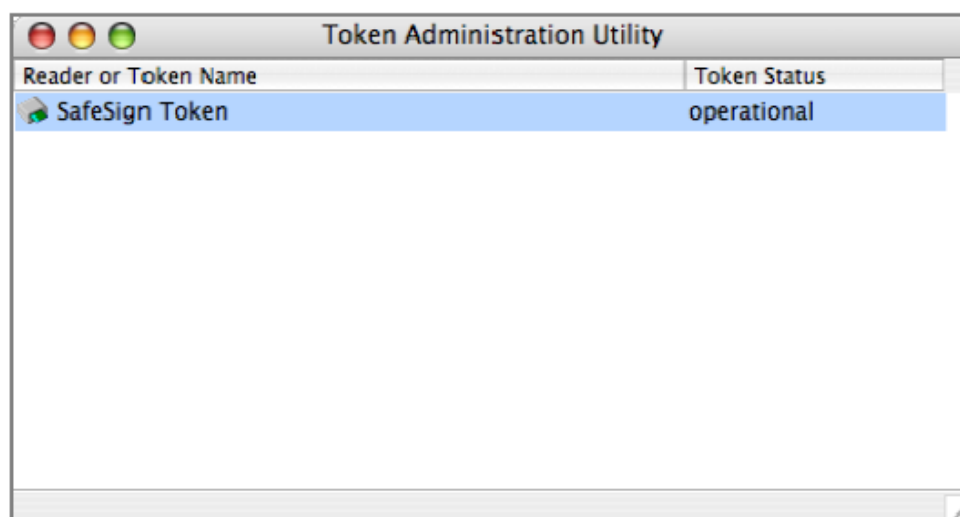 Token Administration Utility
Reader or Token Name Token Status
SafeSign Token operational